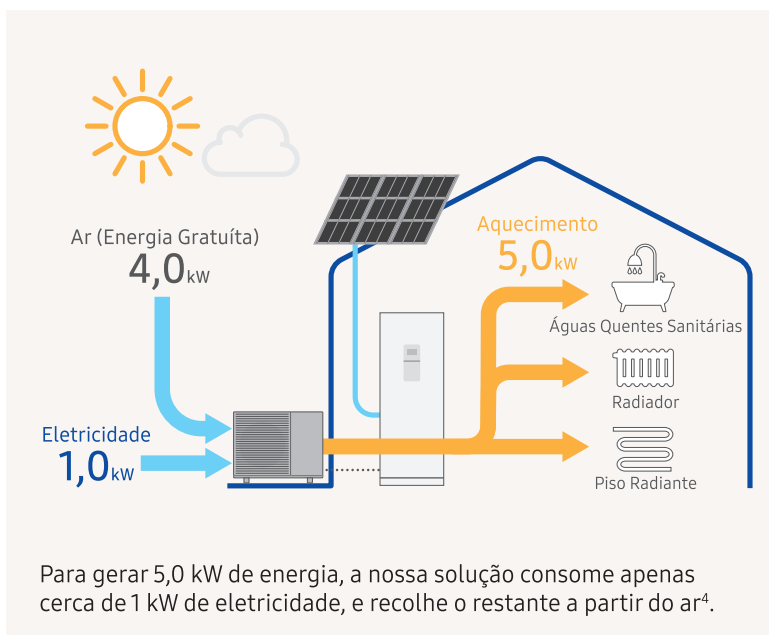 Ar (Energia Gratuíta)
4,0kW
Aquecimento
5,0kW
Águas Quentes Sanitárias
Radiador
Eletricidade
1,0kW
Piso Radiante
Para gerar 5,0 kW de energia, a nossa solução consome apenas
cerca de 1 kW de eletricidade, e recolhe o restante a partir do ar⁴.